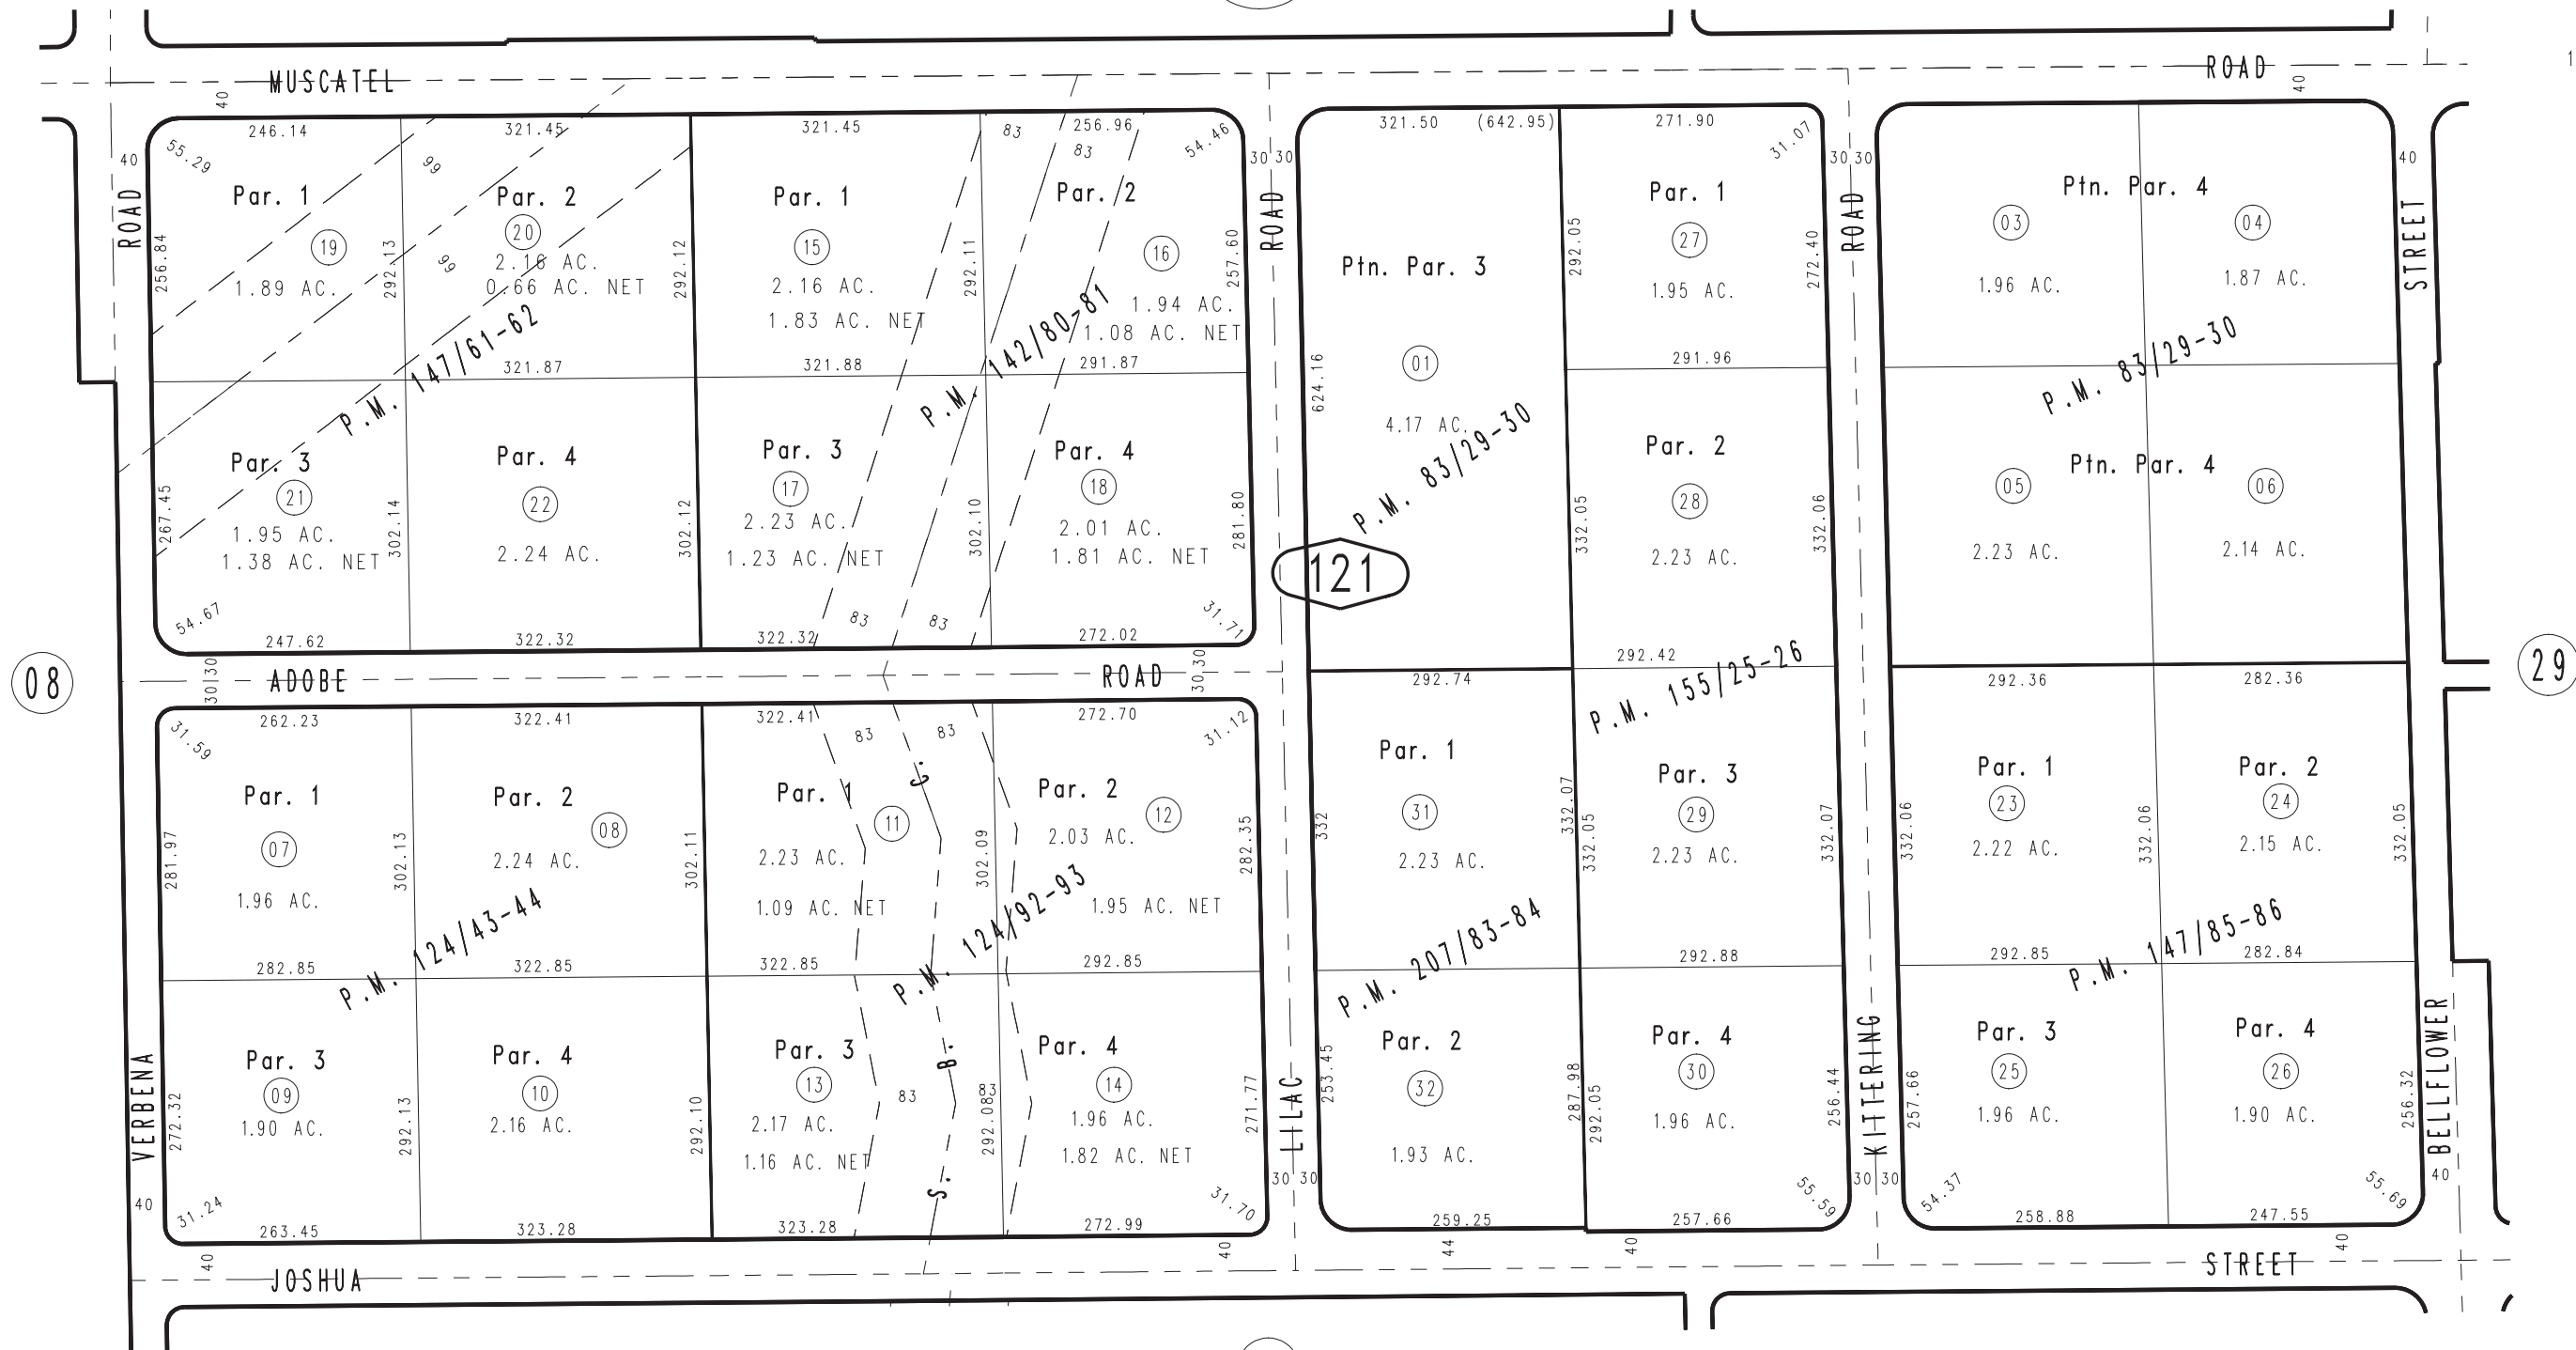 MUSCATEL ROAD
40
40
246.14
321.45
321.45
83
256.96
321.50
(642.95)
271.90
55.29
54.46
31.07
40
99
83
30 30
30 30
40
ROAD
Par. 1
Par. 2
Par. 1
Par. 2
ROAD
Par. 1
ROAD
Ptn. Par. 4
STREET
19
20
15
16
27
03
04
256.84
292.13
99
292.12
292.11
257.60
292.05
272.40
1.89 AC.
2.16 AC.
0.66 AC. NET
2.16 AC.
1.83 AC. NET
1.94 AC.
1.08 AC. NET
Ptn. Par. 3
1.95 AC.
1.96 AC.
1.87 AC.
P.M. 147/61-62
P.M. 142/80-81
P.M. 83/29-30
321.87
321.88
291.87
624.16
01
4.17 AC.
291.96
P.M. 83/29-30
Par. 3
Par. 4
Par. 3
Par. 4
Par. 2
Ptn. Par. 4
21
22
17
18
28
05
06
267.45
302.14
302.12
302.10
281.80
332.05
332.06
1.95 AC.
1.38 AC. NET
2.24 AC.
2.23 AC.
1.23 AC. NET
2.01 AC.
1.81 AC. NET
2.23 AC.
2.23 AC.
2.14 AC.
121
54.67
83
83
31.71
247.62
322.32
322.32
272.02
292.42
08
30 30
ADOBE ROAD
30 30
292.74
P.M. 155/25-26
292.36
282.36
29
262.23
322.41
322.41
83
83
272.70
31.59
31.12
Par. 1
Par. 2
Par. 1
C.
Par. 2
Par. 1
Par. 3
Par. 1
Par. 2
07
08
11
12
31
29
23
24
281.97
302.13
302.11
302.09
282.35
332
332.07
332.05
332.07
332.06
332.06
332.05
1.96 AC.
2.24 AC.
2.23 AC.
1.09 AC. NET
2.03 AC.
1.95 AC. NET
2.23 AC.
2.23 AC.
2.22 AC.
2.15 AC.
P.M. 124/43-44
P.M. 124/92-93
P.M. 207/83-84
P.M. 147/85-86
282.85
322.85
322.85
292.85
292.88
292.85
282.84
Par. 3
Par. 4
Par. 3
B.
Par. 4
Par. 2
Par. 4
Par. 3
Par. 4
VERBENA
09
10
13
14
LILAC
32
30
KITTERING
25
26
BELLFLOWER
272.32
292.13
292.10
83
292.08
83
271.77
253.45
287.98
292.05
256.44
257.66
256.32
1.90 AC.
2.16 AC.
2.17 AC.
1.16 AC. NET
1.96 AC.
1.82 AC. NET
1.93 AC.
1.96 AC.
1.96 AC.
1.90 AC.
40
S.
30 30
30 30
40
31.24
31.70
55.59
54.37
55.69
263.45
323.28
323.28
272.99
259.25
257.66
258.88
247.55
40
40
44
40
40
JOSHUA STREET